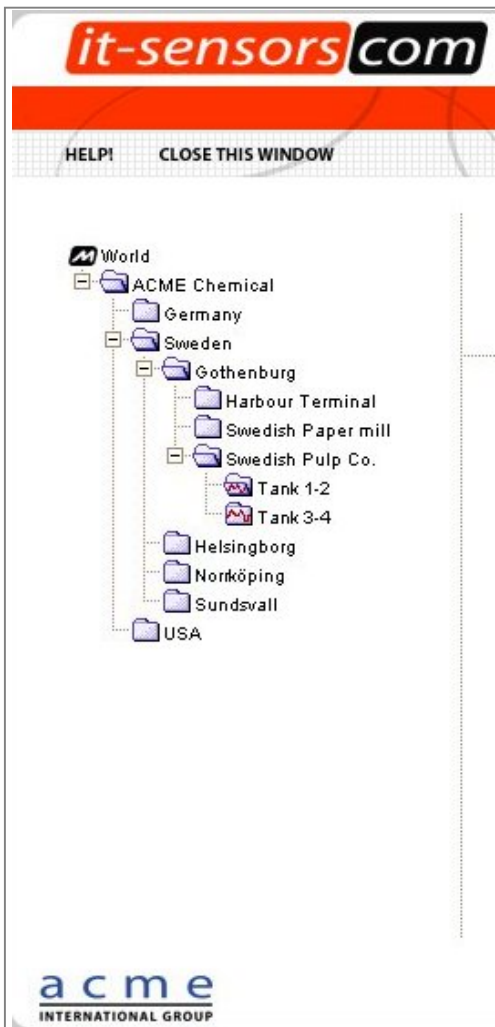 it-sensors com
HELP! CLOSE THIS WINDOW
World
ACME Chemical
Germany
Sweden
Gothenburg
Harbour Terminal
Swedish Paper mill
Swedish Pulp Co.
Tank 1-2
Tank 3-4
Helsingborg
Norrköping
Sundsvall
USA
acme
INTERNATIONAL GROUP